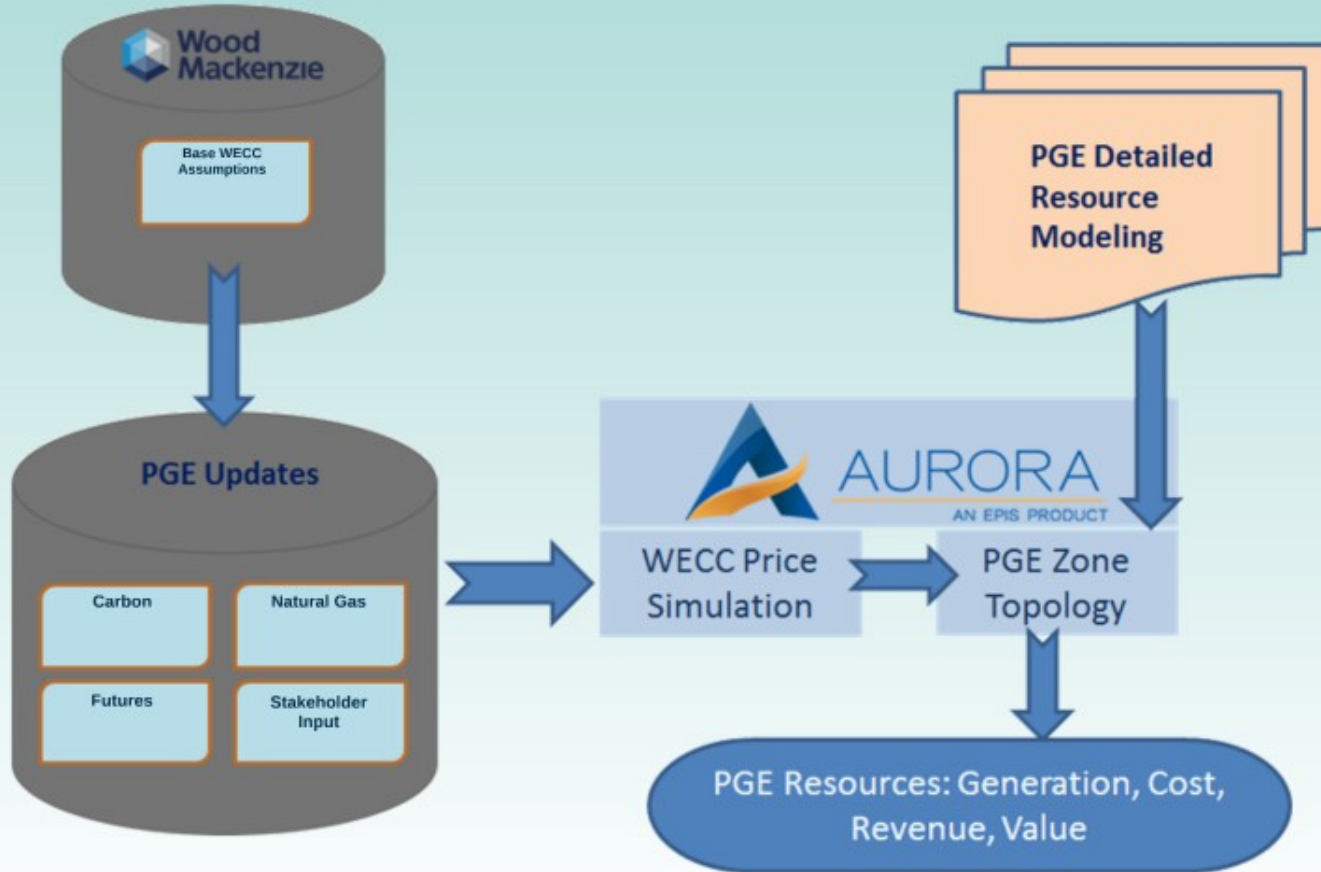 Wood
Mackenzie
Base WECC
Assumptions
PGE Detailed
Resource
Modeling
PGE Updates
Carbon
Natural Gas
Futures
Stakeholder
Input
AURORA
AN EPIS PRODUCT
WECC Price
Simulation
PGE Zone
Topology
PGE Resources: Generation, Cost,
Revenue, Value